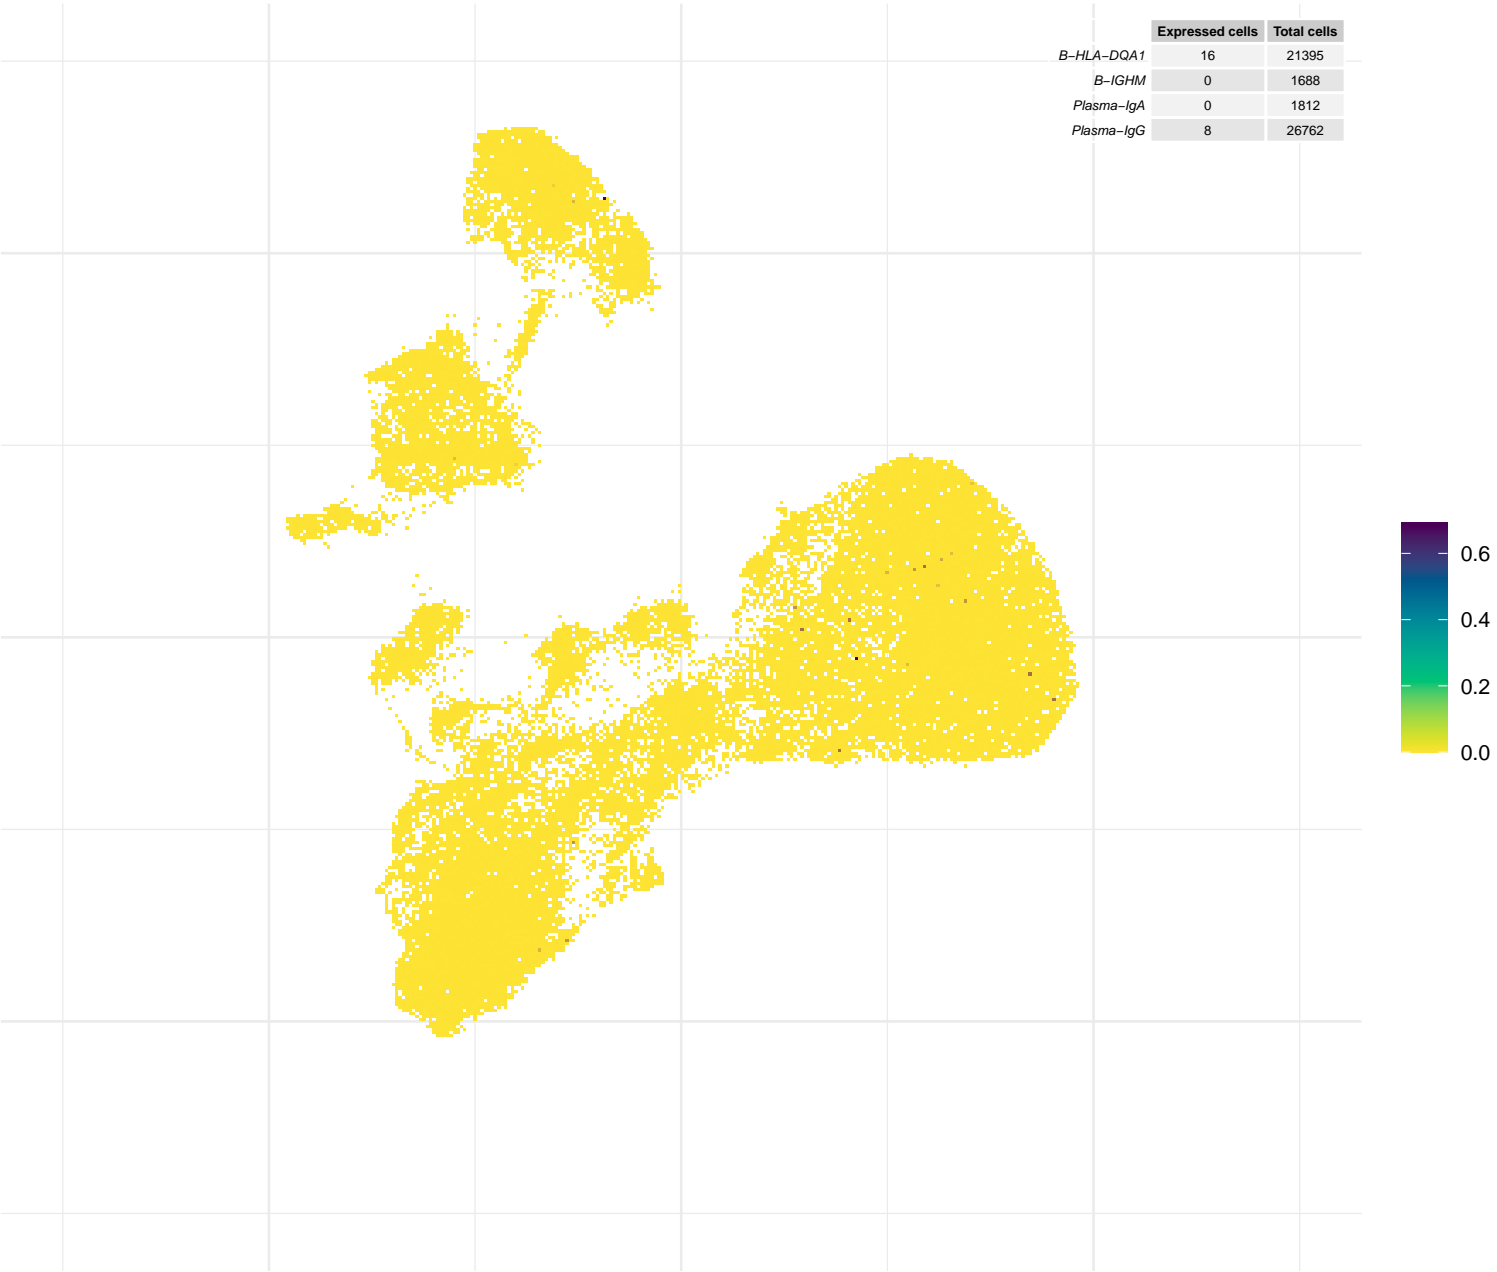 Expressed cells Total cells
B−HLA−DQA1 16 21395
B−IGHM 0 1688
Plasma−IgA 0 1812
Plasma−IgG 8 26762
0.6
0.4
0.2
0.0